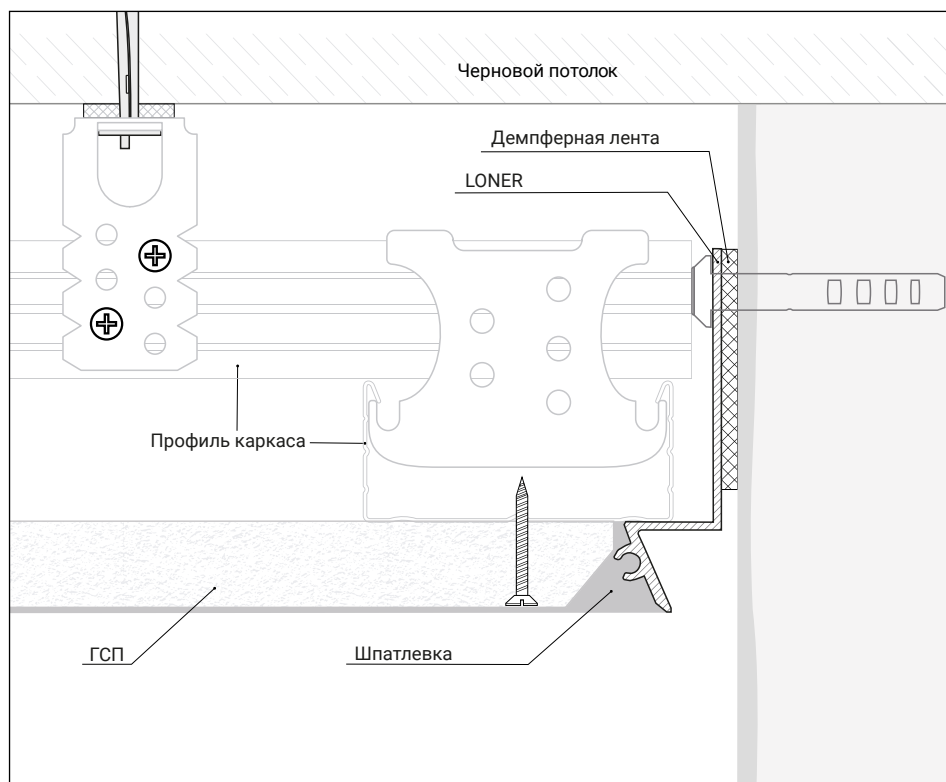 Черновой потолок
Демпферная лента
LONER
Профиль каркаса
ГСП
Шпатлевка